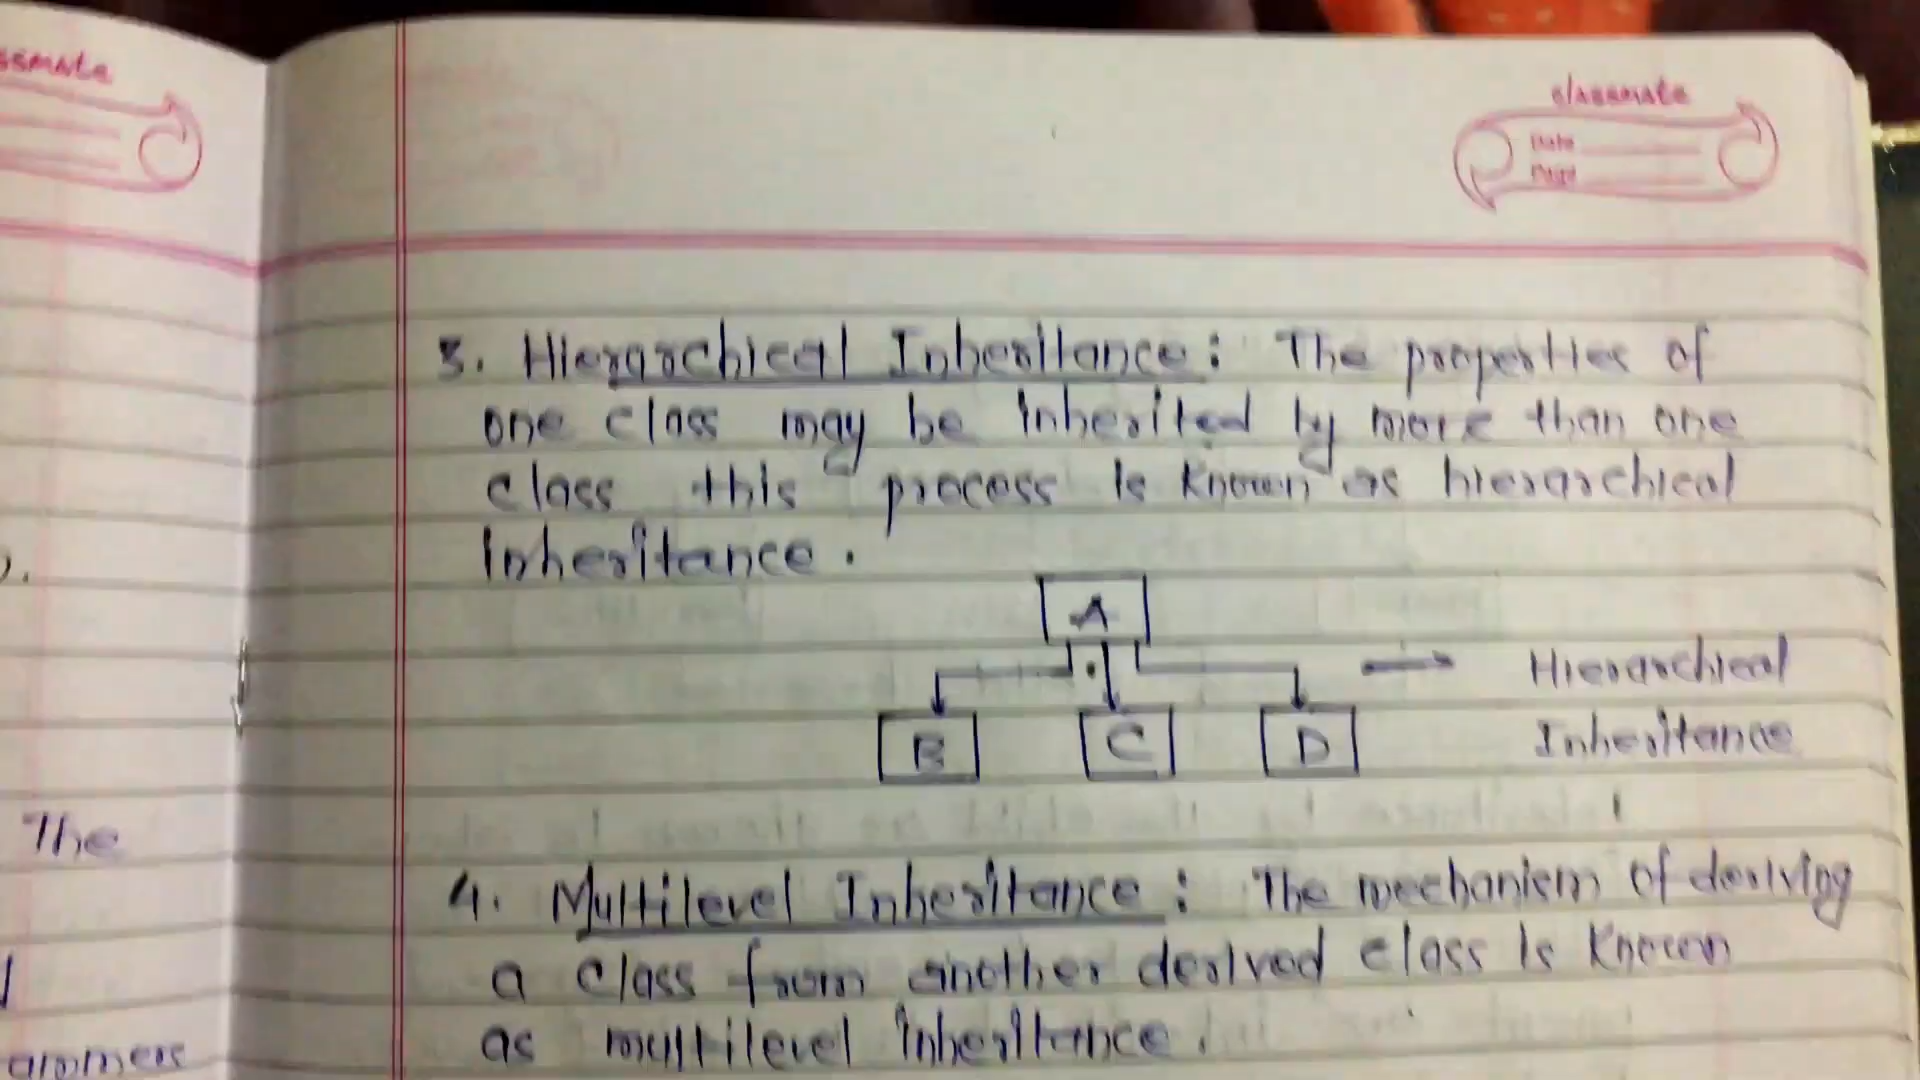 ssmate
classmate
Date
Page
3. Hierarchical Inheritance : The properties of
one class may be inherited by more than one
class this process is known as hierarchical
inheritance .
A
B C D
→ Hierarchical
Inheritance
4. Multilevel Inheritance : The mechanism of deriving
a class from another derived class is known
as multilevel inheritance .
The